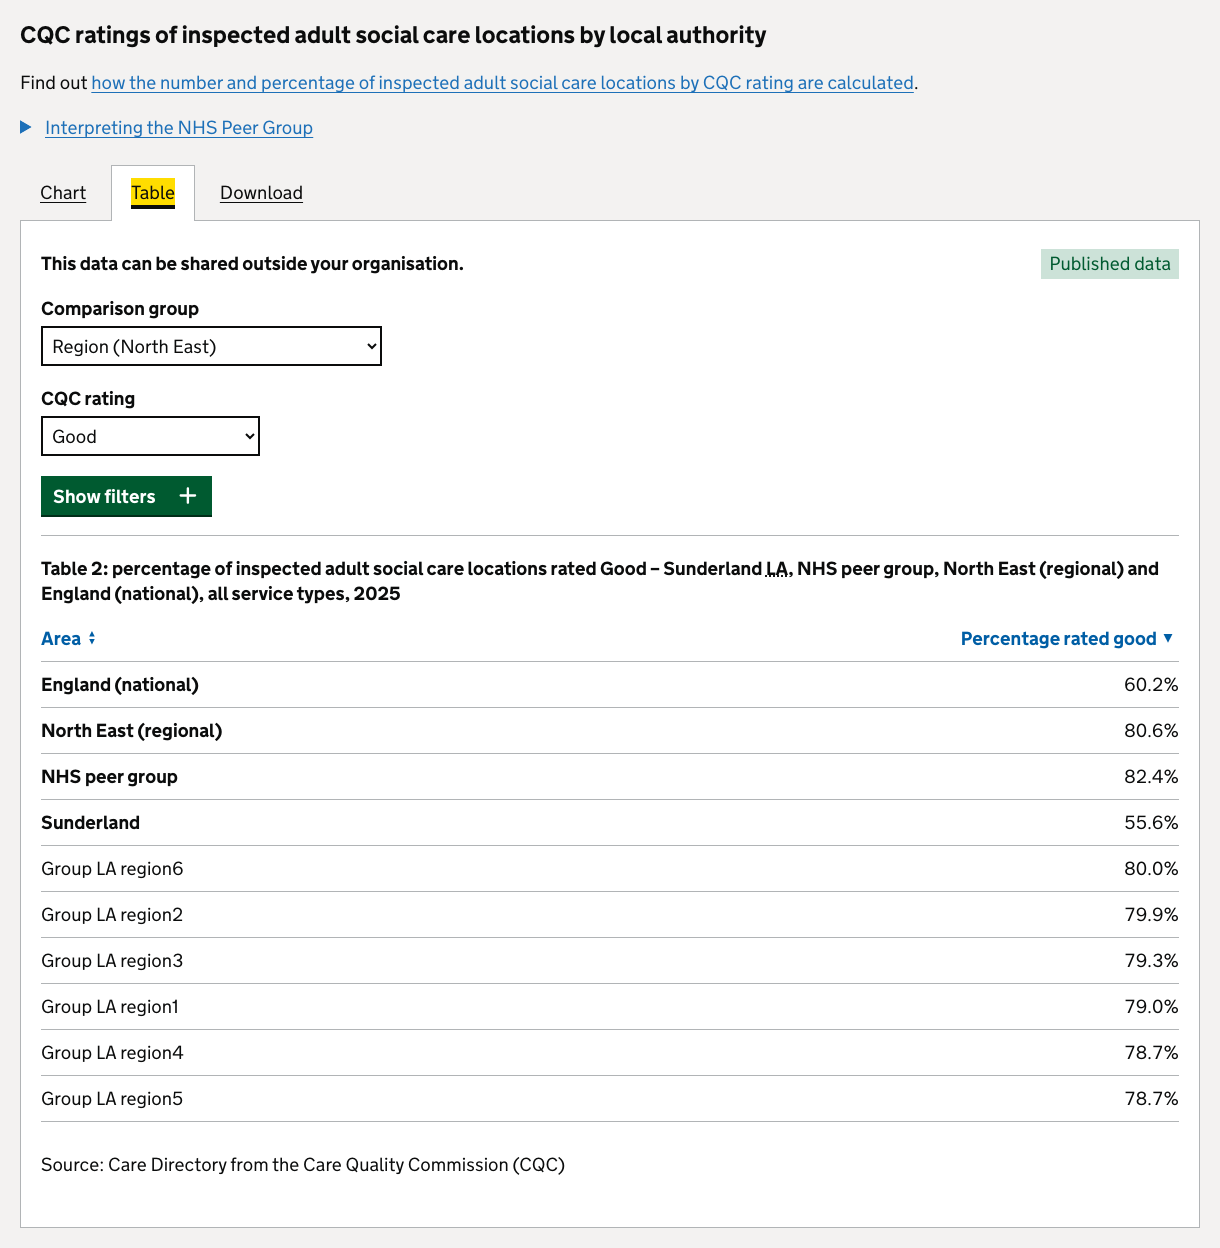 CQC ratings of inspected adult social care locations by local authority
Find out how the number and percentage of inspected adult social care locations by CQC rating are calculated.
Interpreting the NHS Peer Group
Chart
Table
Download
This data can be shared outside your organisation.
Published data
Comparison group
Region (North East)
CQC rating
Good
Show filters +
Table 2: percentage of inspected adult social care locations rated Good – Sunderland LA, NHS peer group, North East (regional) and
England (national), all service types, 2025
Area Percentage rated good
England (national) 60.2%
North East (regional) 80.6%
NHS peer group 82.4%
Sunderland 55.6%
Group LA region6 80.0%
Group LA region2 79.9%
Group LA region3 79.3%
Group LA region1 79.0%
Group LA region4 78.7%
Group LA region5 78.7%
Source: Care Directory from the Care Quality Commission (CQC)